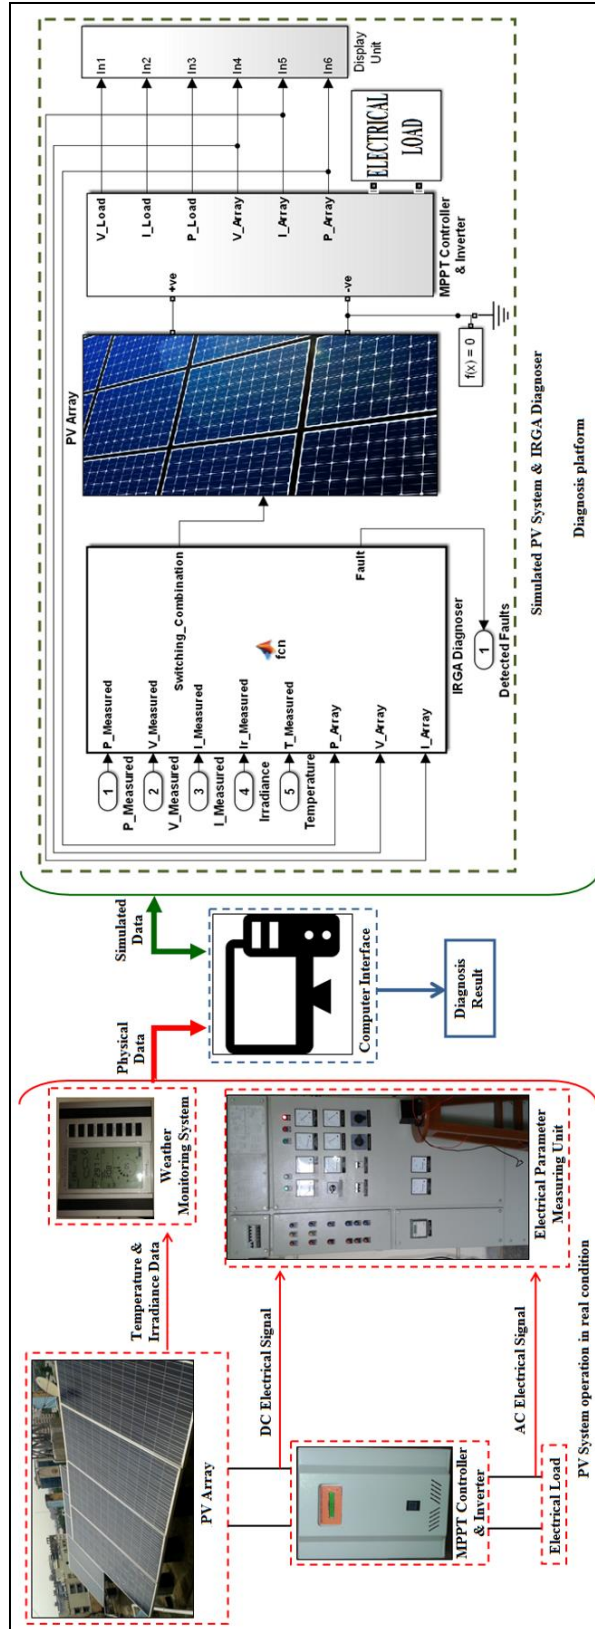 PV Array
Temperature &
Irradiance Data
Weather
Monitoring System
DC Electrical Signal
MPPT Controller
& Inverter
Electrical Parameter
Measuring Unit
AC Electrical Signal
Electrical Load
PV System operation in real condition
Physical
Data
Simulated
Data
Computer Interface
Diagnosis
Result
1
P_Measured
2
V_Measured
3
I_Measured
4
Irradiance
5
Temperature
P_Measured
V_Measured
I_Measured
Ir_Measured
T_Measured
P_Array
V_Array
I_Array
fcn
Switching_Combination
Fault
IRGA Diagnoser
1
Detected Faults
PV Array
+ve
-ve
f(x) = 0
V_Load
I_Load
P_Load
V_Array
I_Array
P_Array
MPPT Controller
& Inverter
ELECTRICAL
LOAD
In1
In2
In3
In4
In5
In6
Display
Unit
Simulated PV System & IRGA Diagnoser
Diagnosis platform